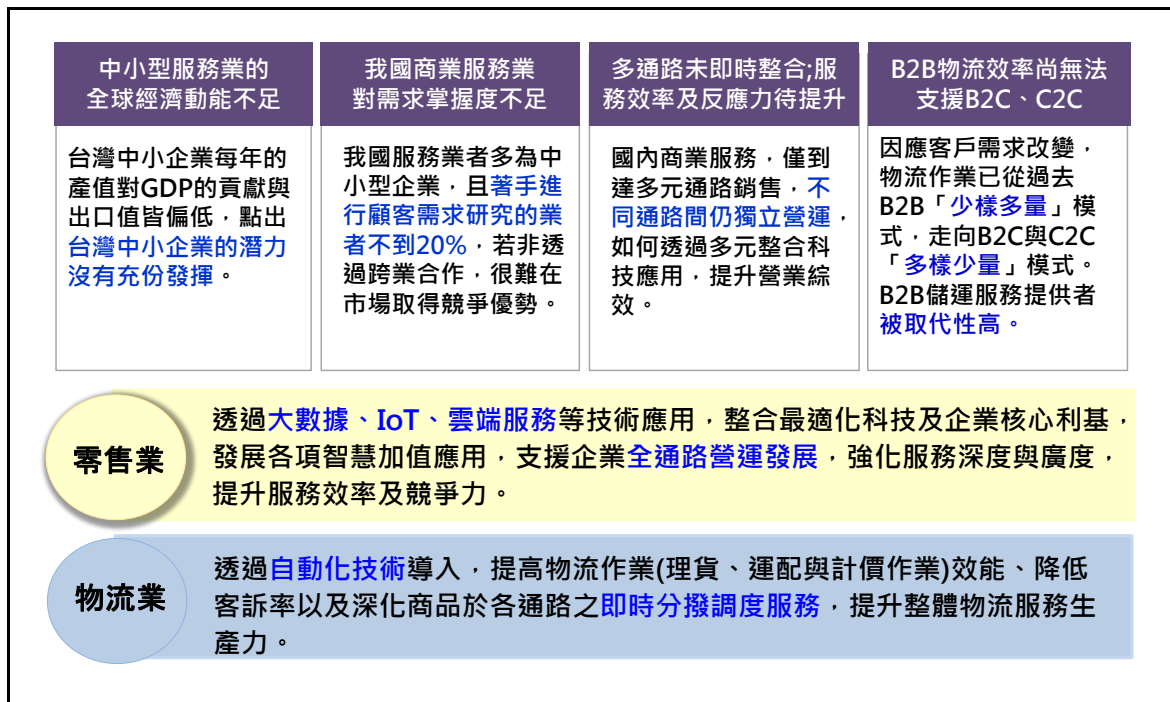 中小型服務業的
全球經濟動能不足
台灣中小企業每年的
產值對GDP的貢獻與
出口值皆偏低，點出
台灣中小企業的潛力
沒有充份發揮。
我國商業服務業
對需求掌握度不足
我國服務業者多為中
小型企業，且著手進
行顧客需求研究的業
者不到20%，若非透
過跨業合作，很難在
市場取得競爭優勢。
多通路未即時整合;服
務效率及反應力待提升
國內商業服務，僅到
達多元通路銷售，不
同通路間仍獨立營運，
如何透過多元整合科
技應用，提升營業綜
效。
B2B物流效率尚無法
支援B2C、C2C
因應客戶需求改變，
物流作業已從過去
B2B「少樣多量」模
式，走向B2C與C2C
「多樣少量」模式。
B2B儲運服務提供者
被取代性高。
零售業
透過大數據、IoT、雲端服務等技術應用，整合最適化科技及企業核心利基，
發展各項智慧加值應用，支援企業全通路營運發展，強化服務深度與廣度，
提升服務效率及競爭力。
物流業
透過自動化技術導入，提高物流作業(理貨、運配與計價作業)效能、降低
客訴率以及深化商品於各通路之即時分撥調度服務，提升整體物流服務生
產力。